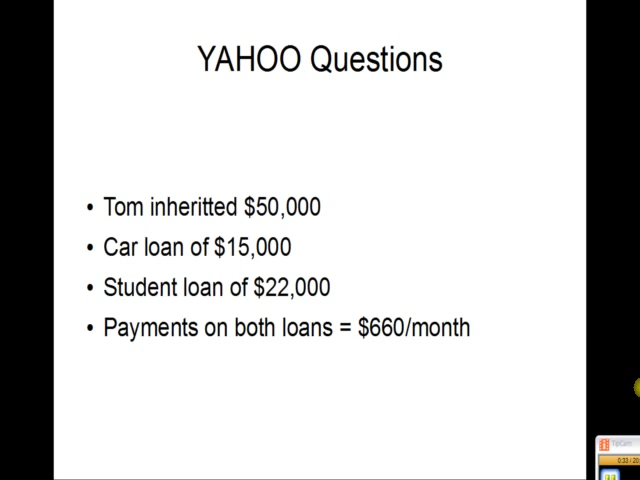 YAHOO Questions
• Tom inheritted $50,000
• Car loan of $15,000
• Student loan of $22,000
• Payments on both loans = $660/month